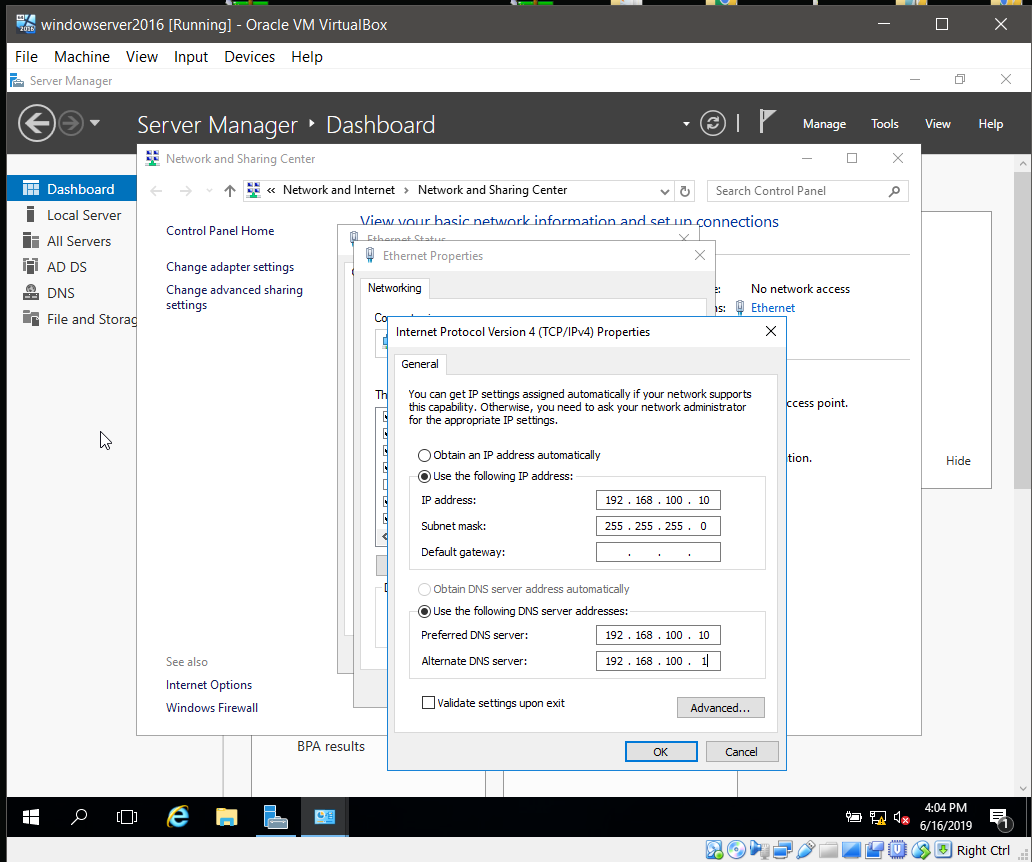 windowserver2016 [Running] - Oracle VM VirtualBox
File Machine View Input Devices Help
Server Manager
Server Manager Dashboard
Manage Tools View Help
Network and Sharing Center
« Network and Internet › Network and Sharing Center
Search Control Panel
Dashboard
Local Server
All Servers
AD DS
DNS
File and Storag
Control Panel Home
Change adapter settings
Change advanced sharing
settings
See also
Internet Options
Windows Firewall
View your basic network information and set up connections
No network access
Ethernet
ccess point.
tion.
Hide
Ethernet Status
Ethernet Properties
Networking
Internet Protocol Version 4 (TCP/IPv4) Properties
General
You can get IP settings assigned automatically if your network supports
this capability. Otherwise, you need to ask your network administrator
for the appropriate IP settings.
Obtain an IP address automatically
Use the following IP address:
IP address: 192 . 168 . 100 . 10
Subnet mask: 255 . 255 . 255 . 0
Default gateway: . . .
Obtain DNS server address automatically
Use the following DNS server addresses:
Preferred DNS server: 192 . 168 . 100 . 10
Alternate DNS server: 192 . 168 . 100 . 1
Validate settings upon exit
Advanced...
OK Cancel
BPA results
4:04 PM
6/16/2019
1
Right Ctrl